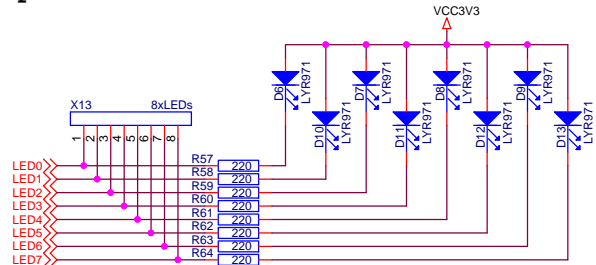 VCC3V3
D6 LYR971
D7 LYR971
D8 LYR971
D9 LYR971
D10 LYR971
D11 LYR971
D12 LYR971
D13 LYR971
X13 8xLEDs
1 2 3 4 5 6 7 8
LED0 R57 220
LED1 R58 220
LED2 R59 220
LED3 R60 220
LED4 R61 220
LED5 R62 220
LED6 R63 220
LED7 R64 220